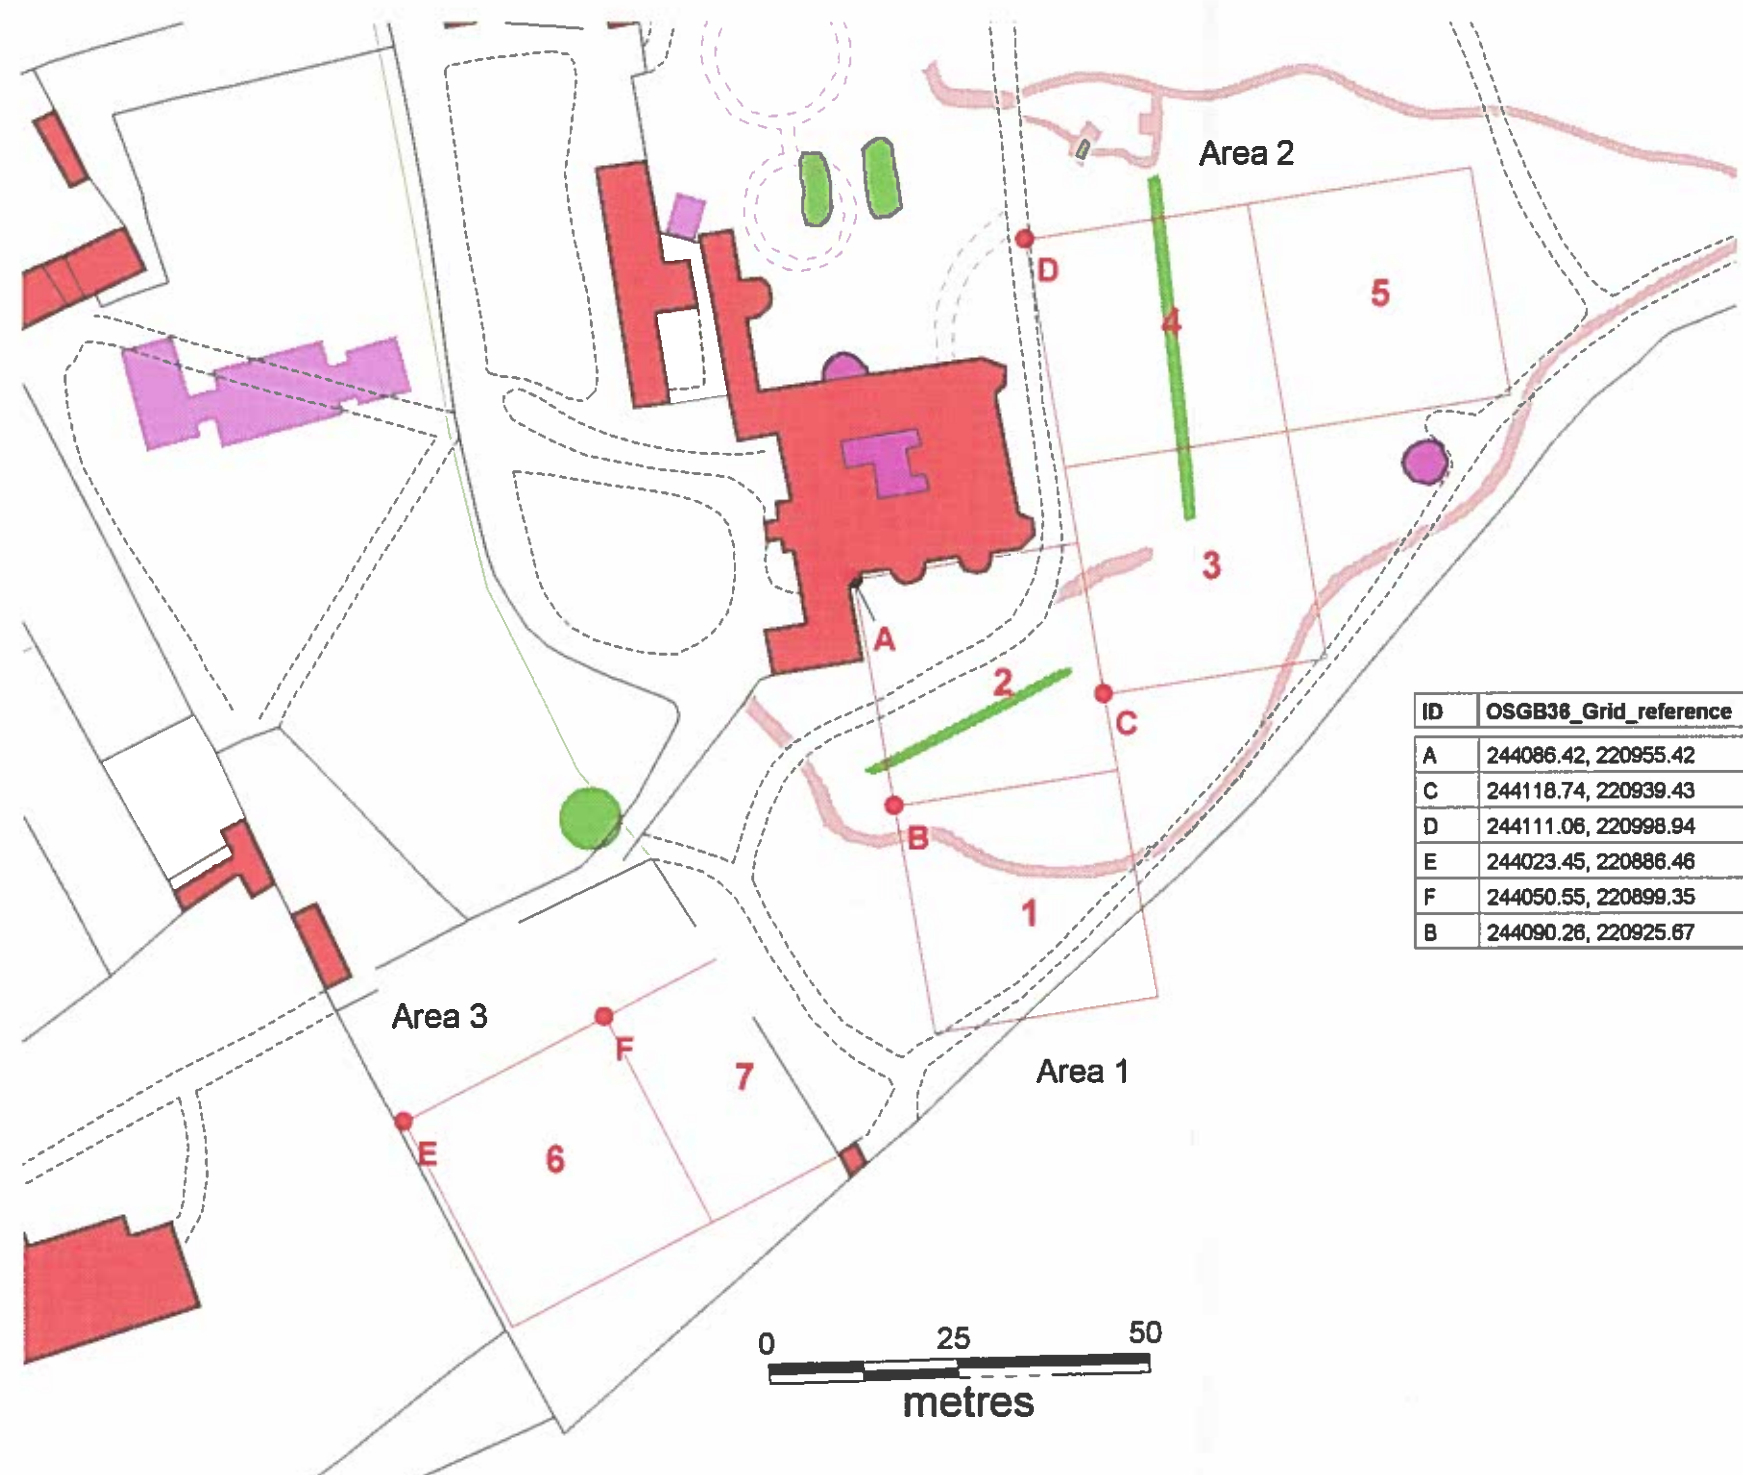 Area 2
D
5
4
3
A
2
C
ID OSGB36_Grid_reference
A 244086.42, 220955.42
C 244118.74, 220939.43
D 244111.06, 220998.94
E 244023.45, 220886.46
F 244050.55, 220899.35
B 244090.26, 220925.67
B
1
Area 3
F
7
Area 1
E
6
0 25 50
metres